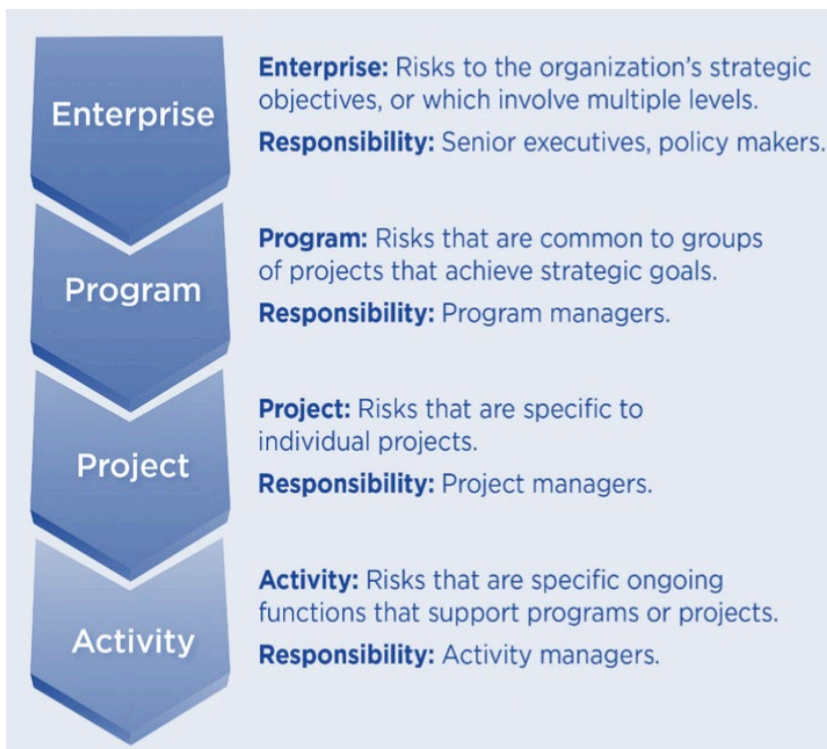 Enterprise
Enterprise: Risks to the organization's strategic
objectives, or which involve multiple levels.
Responsibility: Senior executives, policy makers.
Program
Program: Risks that are common to groups
of projects that achieve strategic goals.
Responsibility: Program managers.
Project
Project: Risks that are specific to
individual projects.
Responsibility: Project managers.
Activity
Activity: Risks that are specific ongoing
functions that support programs or projects.
Responsibility: Activity managers.